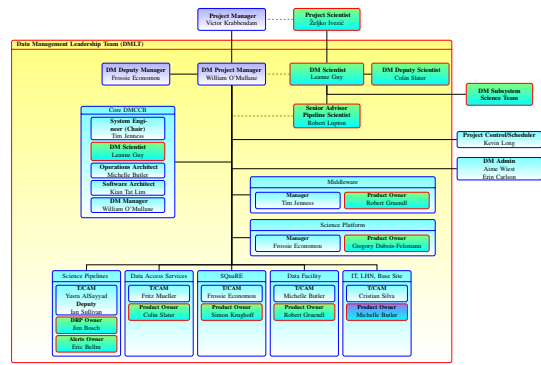 Project Manager
Victor Krabbendam
Project Scientist
Željko Ivezić
Data Management Leadership Team (DMLT)
DM Deputy Manager
Frossie Economou
DM Project Manager
William O'Mullane
DM Scientist
Leanne Guy
DM Deputy Scientist
Colin Slater
DM Subsystem
Science Team
Senior Advisor
Pipeline Scientist
Robert Lupton
Core DMCCB
System Engi-
neer (Chair)
Tim Jenness
DM Scientist
Leanne Guy
Operations Architect
Michelle Butler
Software Architect
Kian Tat Lim
DM Manager
William O'Mullane
Project Control/Scheduler
Kevin Long
DM Admin
Aime Wiest
Erin Carlson
Middleware
Manager
Tim Jenness
Product Owner
Robert Gruendl
Science Platform
Manager
Frossie Economou
Product Owner
Gregory Dubois-Felsmann
Science Pipelines
T/CAM
Yusra AlSayyad
Deputy
Ian Sullivan
DRP Owner
Jim Bosch
Alerts Owner
Eric Bellm
Data Access Services
T/CAM
Fritz Mueller
Product Owner
Colin Slater
SQuaRE
T/CAM
Frossie Economou
Product Owner
Simon Krughoff
Data Facility
T/CAM
Michelle Butler
Product Owner
Robert Gruendl
IT, LHN, Base Site
T/CAM
Cristian Silva
Product Owner
Michelle Butler